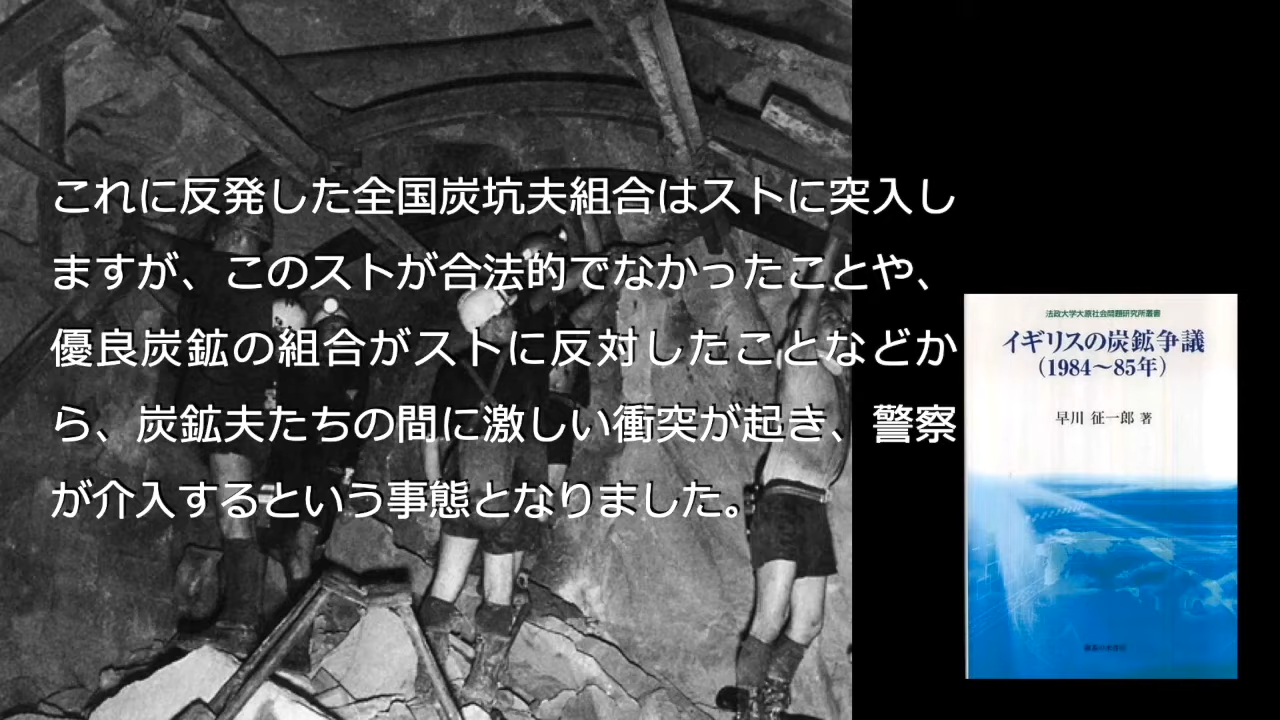 これに反発した全国炭坑夫組合はストに突入し
ますが、このストが合法的でなかったことや、
優良炭鉱の組合がストに反対したことなどか
ら、炭鉱夫たちの間に激しい衝突が起き、警察
が介入するという事態となりました。
法政大学大原社会問題研究所叢書
イギリスの炭鉱争議
(1984〜85年)
早川 征一郎 著